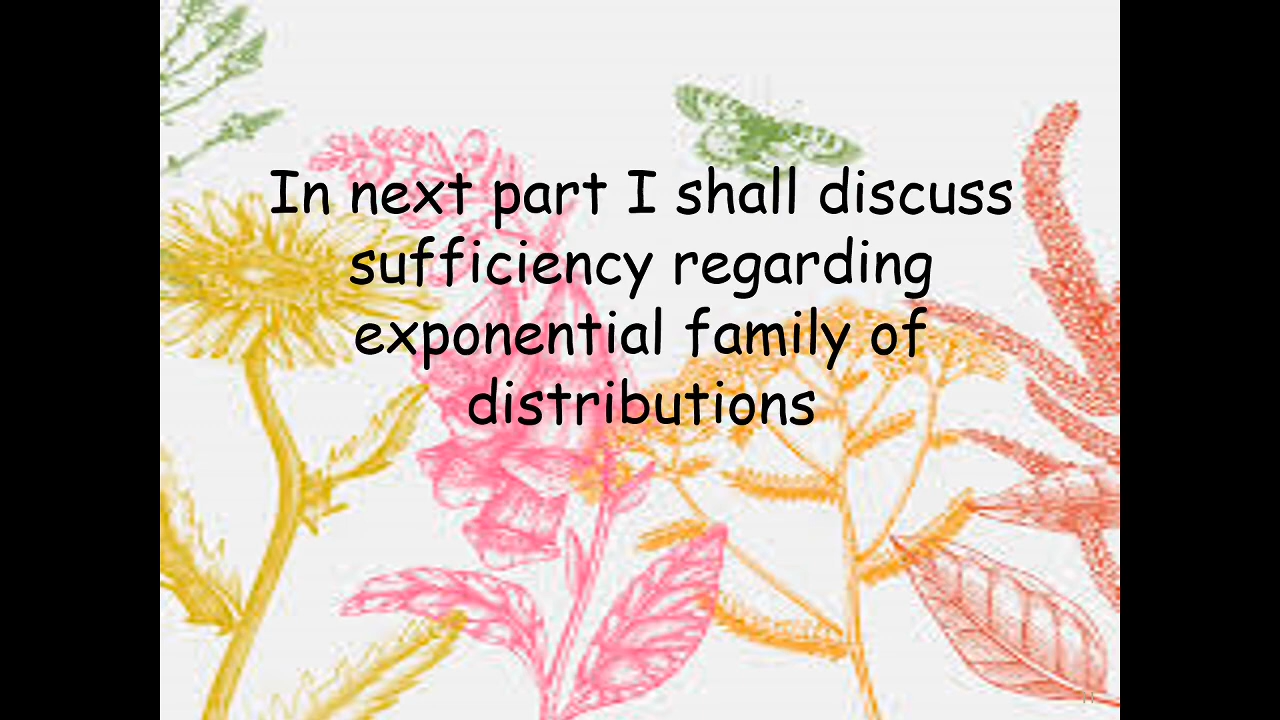 In next part I shall discuss
sufficiency regarding
exponential family of
distributions